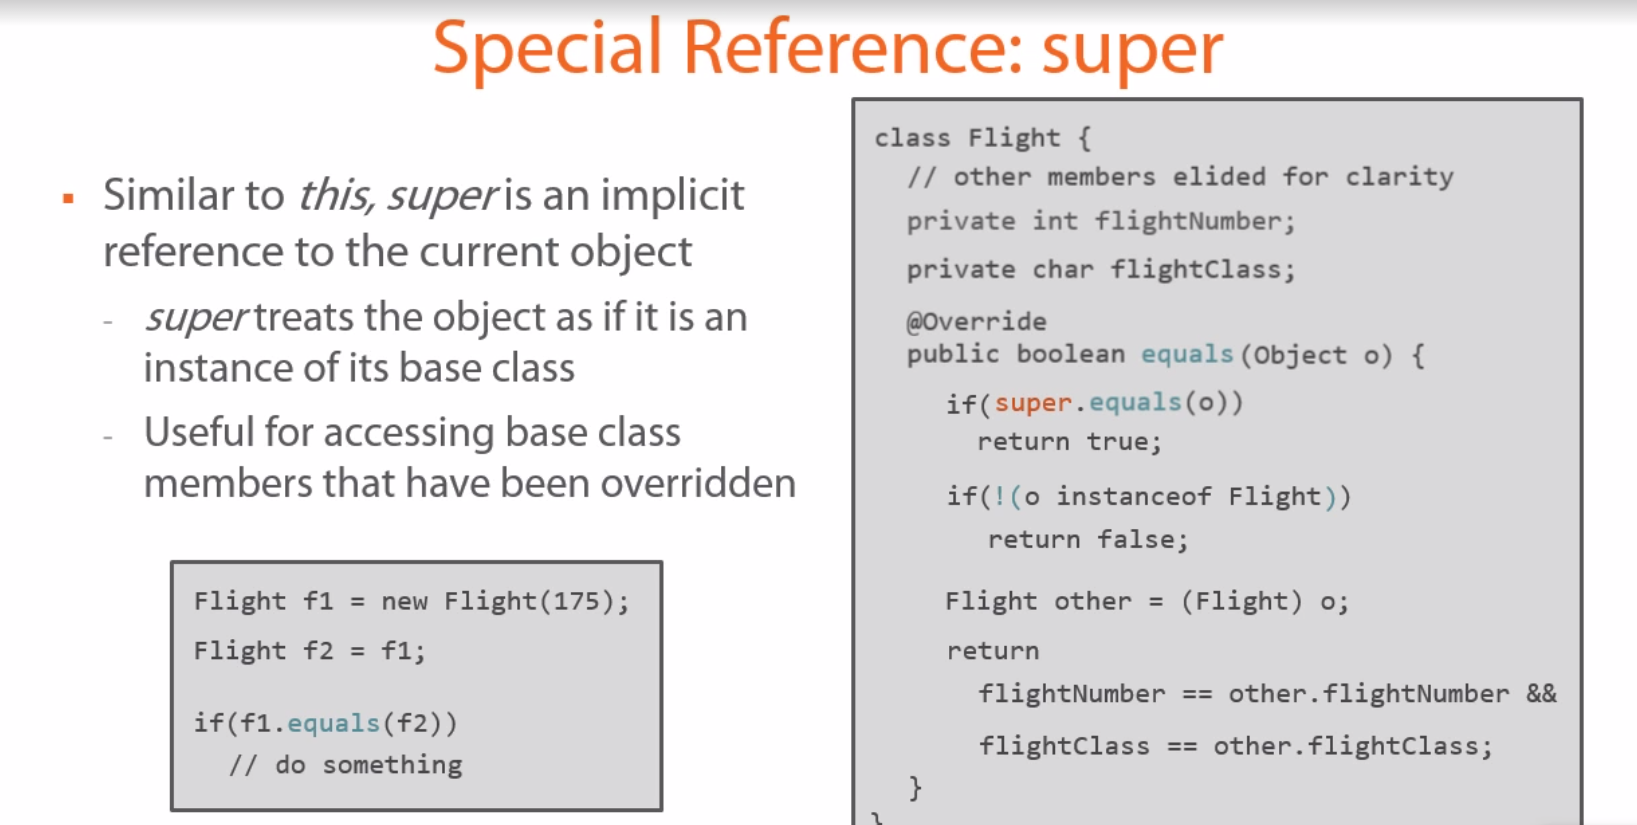 Special Reference: super
▪ Similar to this, super is an implicit
reference to the current object
- super treats the object as if it is an
instance of its base class
- Useful for accessing base class
members that have been overridden
Flight f1 = new Flight(175);
Flight f2 = f1;
if(f1.equals(f2))
// do something
class Flight {
// other members elided for clarity
private int flightNumber;
private char flightClass;
@Override
public boolean equals(Object o) {
if(super.equals(o))
return true;
if(!(o instanceof Flight))
return false;
Flight other = (Flight) o;
return
flightNumber == other.flightNumber &&
flightClass == other.flightClass;
}
}